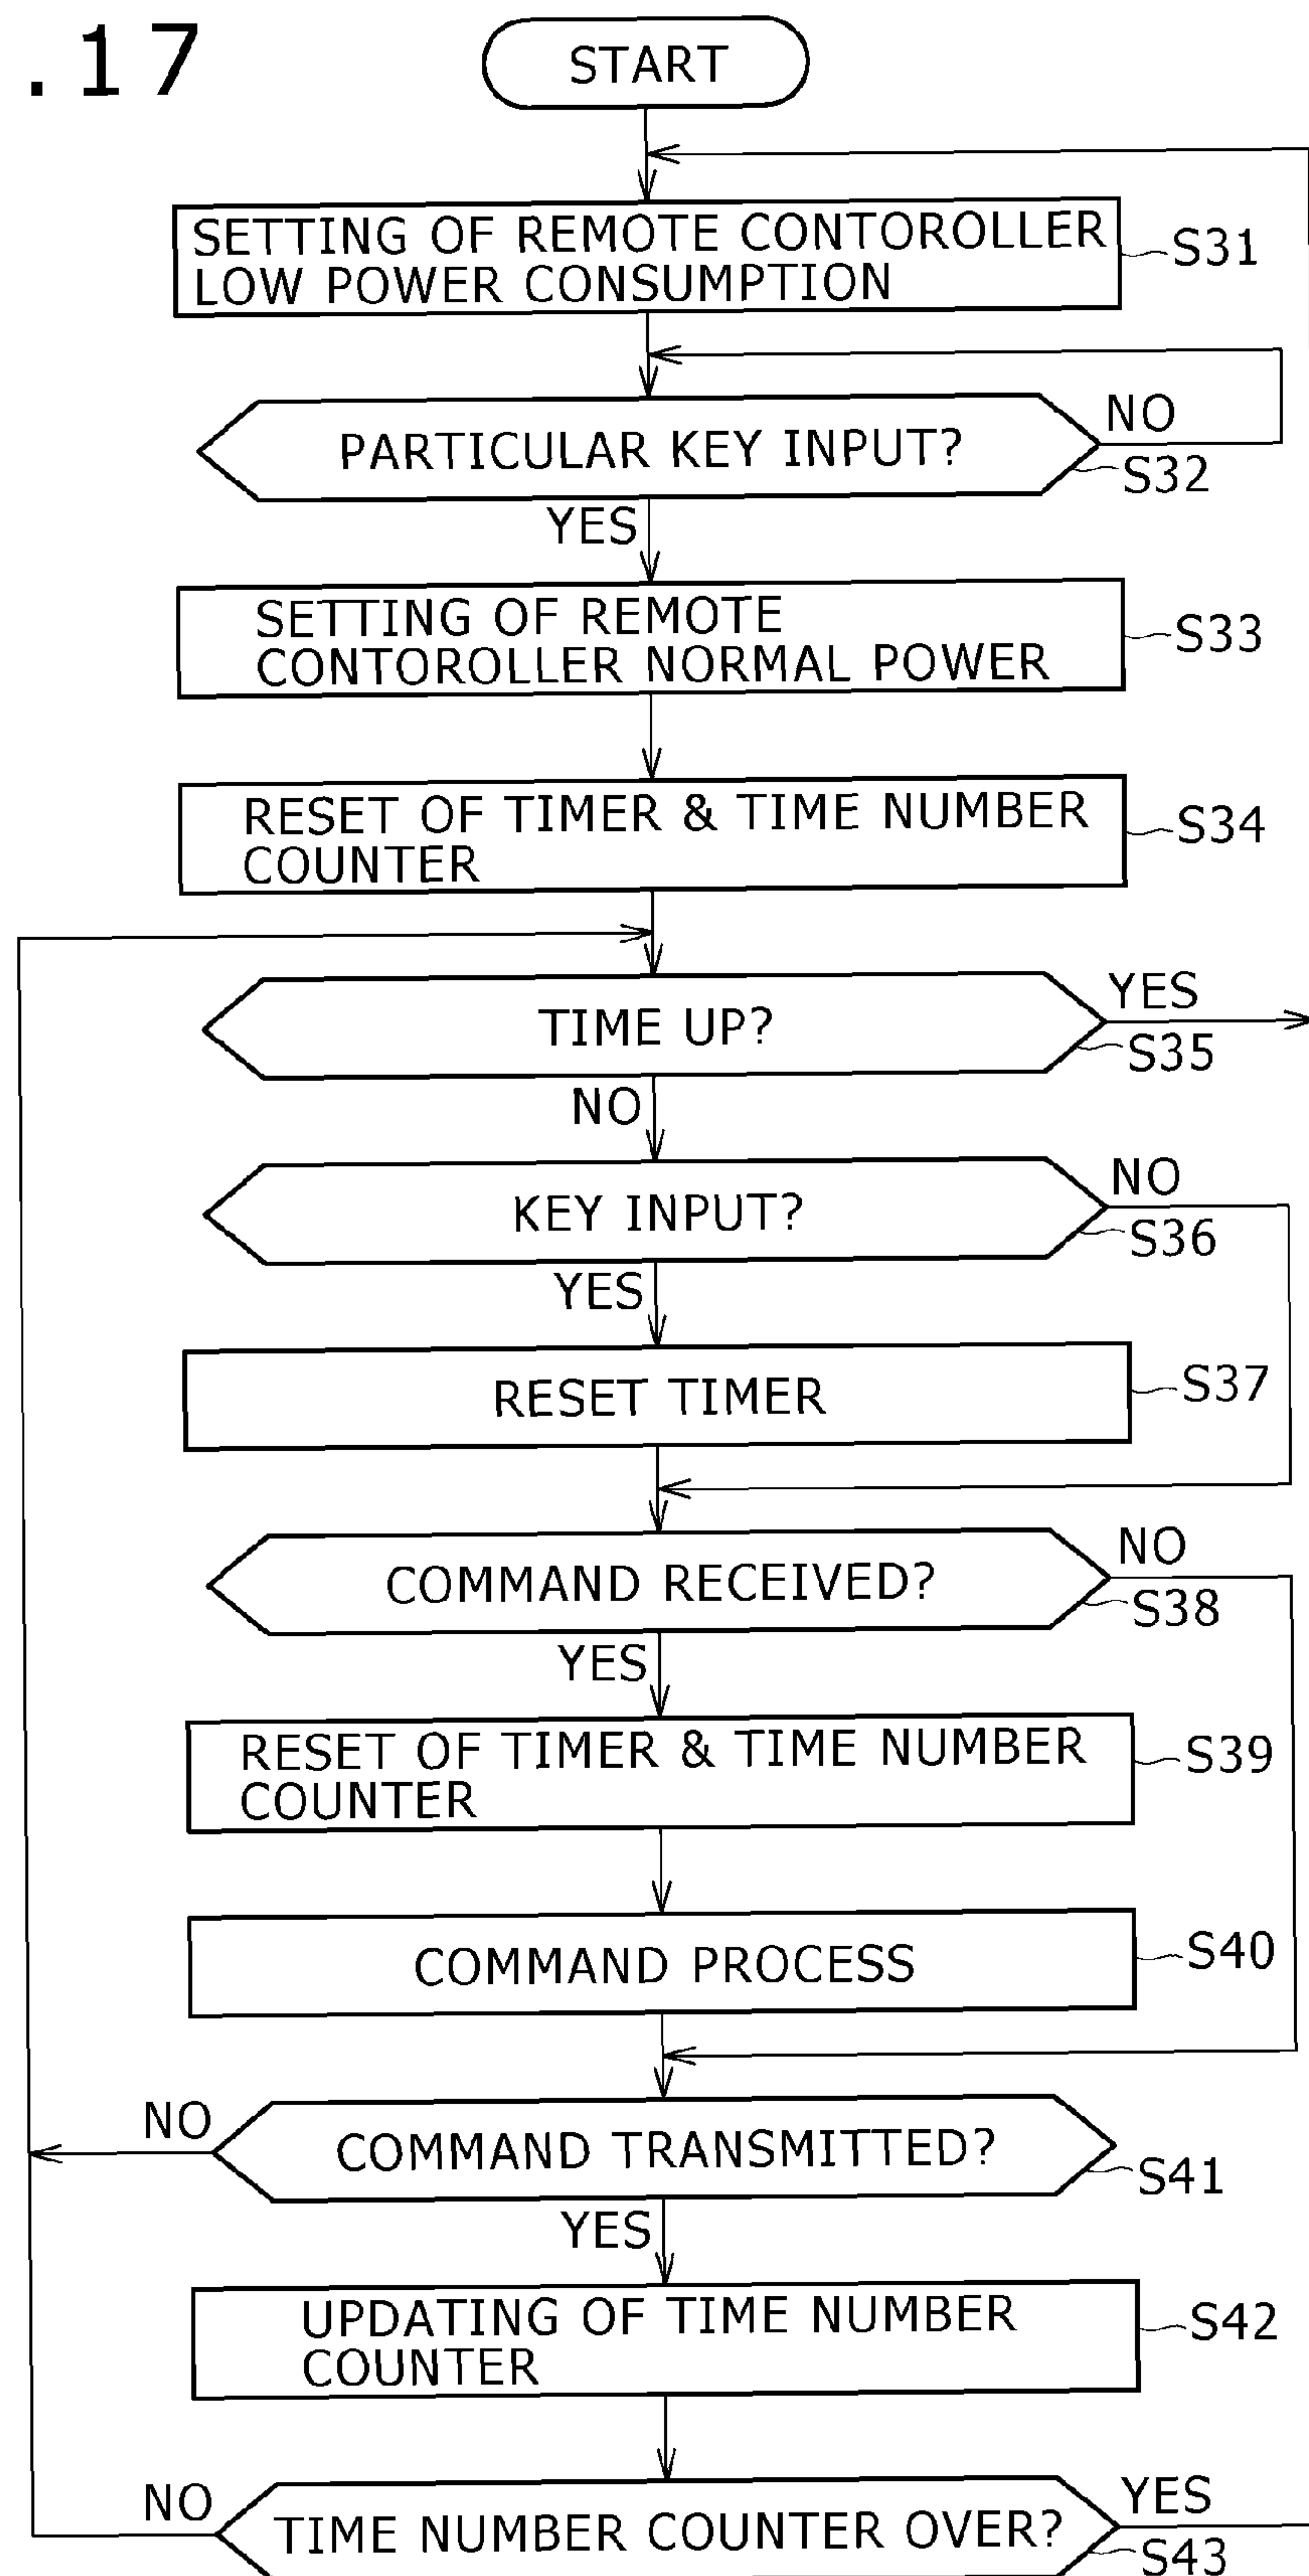 .17
START
SETTING OF REMOTE CONTOROLLER
LOW POWER CONSUMPTION
S31
NO
PARTICULAR KEY INPUT?
S32
YES
SETTING OF REMOTE
CONTOROLLER NORMAL POWER
S33
RESET OF TIMER & TIME NUMBER
COUNTER
S34
YES
TIME UP?
S35
NO
NO
KEY INPUT?
S36
YES
RESET TIMER
S37
NO
COMMAND RECEIVED?
S38
YES
RESET OF TIMER & TIME NUMBER
COUNTER
S39
COMMAND PROCESS
S40
NO
COMMAND TRANSMITTED?
S41
YES
UPDATING OF TIME NUMBER
COUNTER
S42
NO
YES
TIME NUMBER COUNTER OVER?
S43